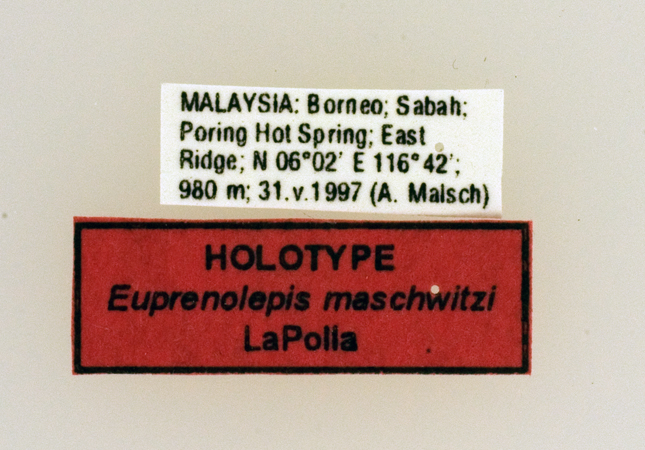 MALAYSIA: Borneo; Sabah;
Poring Hot Spring; East
Ridge; N 06°02' E 116°42';
980 m; 31.v.1997 (A. Malsch)
HOLOTYPE
Euprenolepis maschwitzi
LaPolla